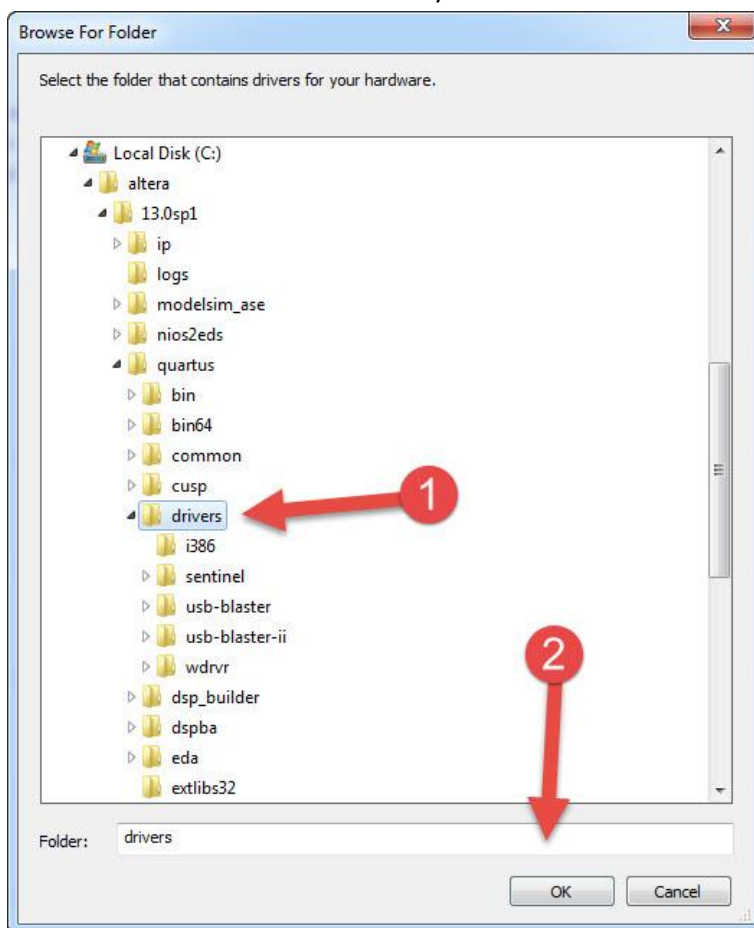 Browse For Folder
Select the folder that contains drivers for your hardware.
Local Disk (C:)
altera
13.0sp1
ip
logs
modelsim_ase
nios2eds
quartus
bin
bin64
common
cusp
drivers
1
i386
sentinel
usb-blaster
usb-blaster-ii
2
wdrvr
dsp_builder
dspba
eda
extlibs32
Folder: drivers
OK Cancel